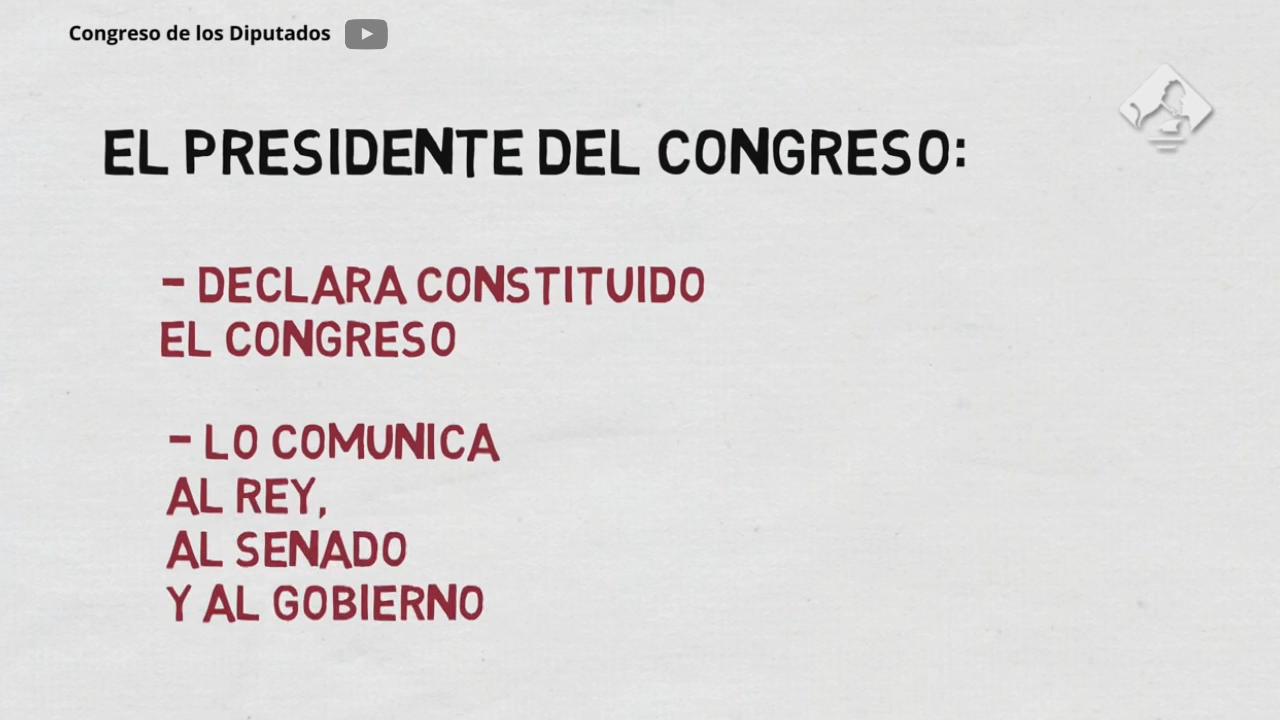 Congreso de los Diputados
EL PRESIDENTE DEL CONGRESO:
- DECLARA CONSTITUIDO
EL CONGRESO
- LO COMUNICA
AL REY,
AL SENADO
Y AL GOBIERNO